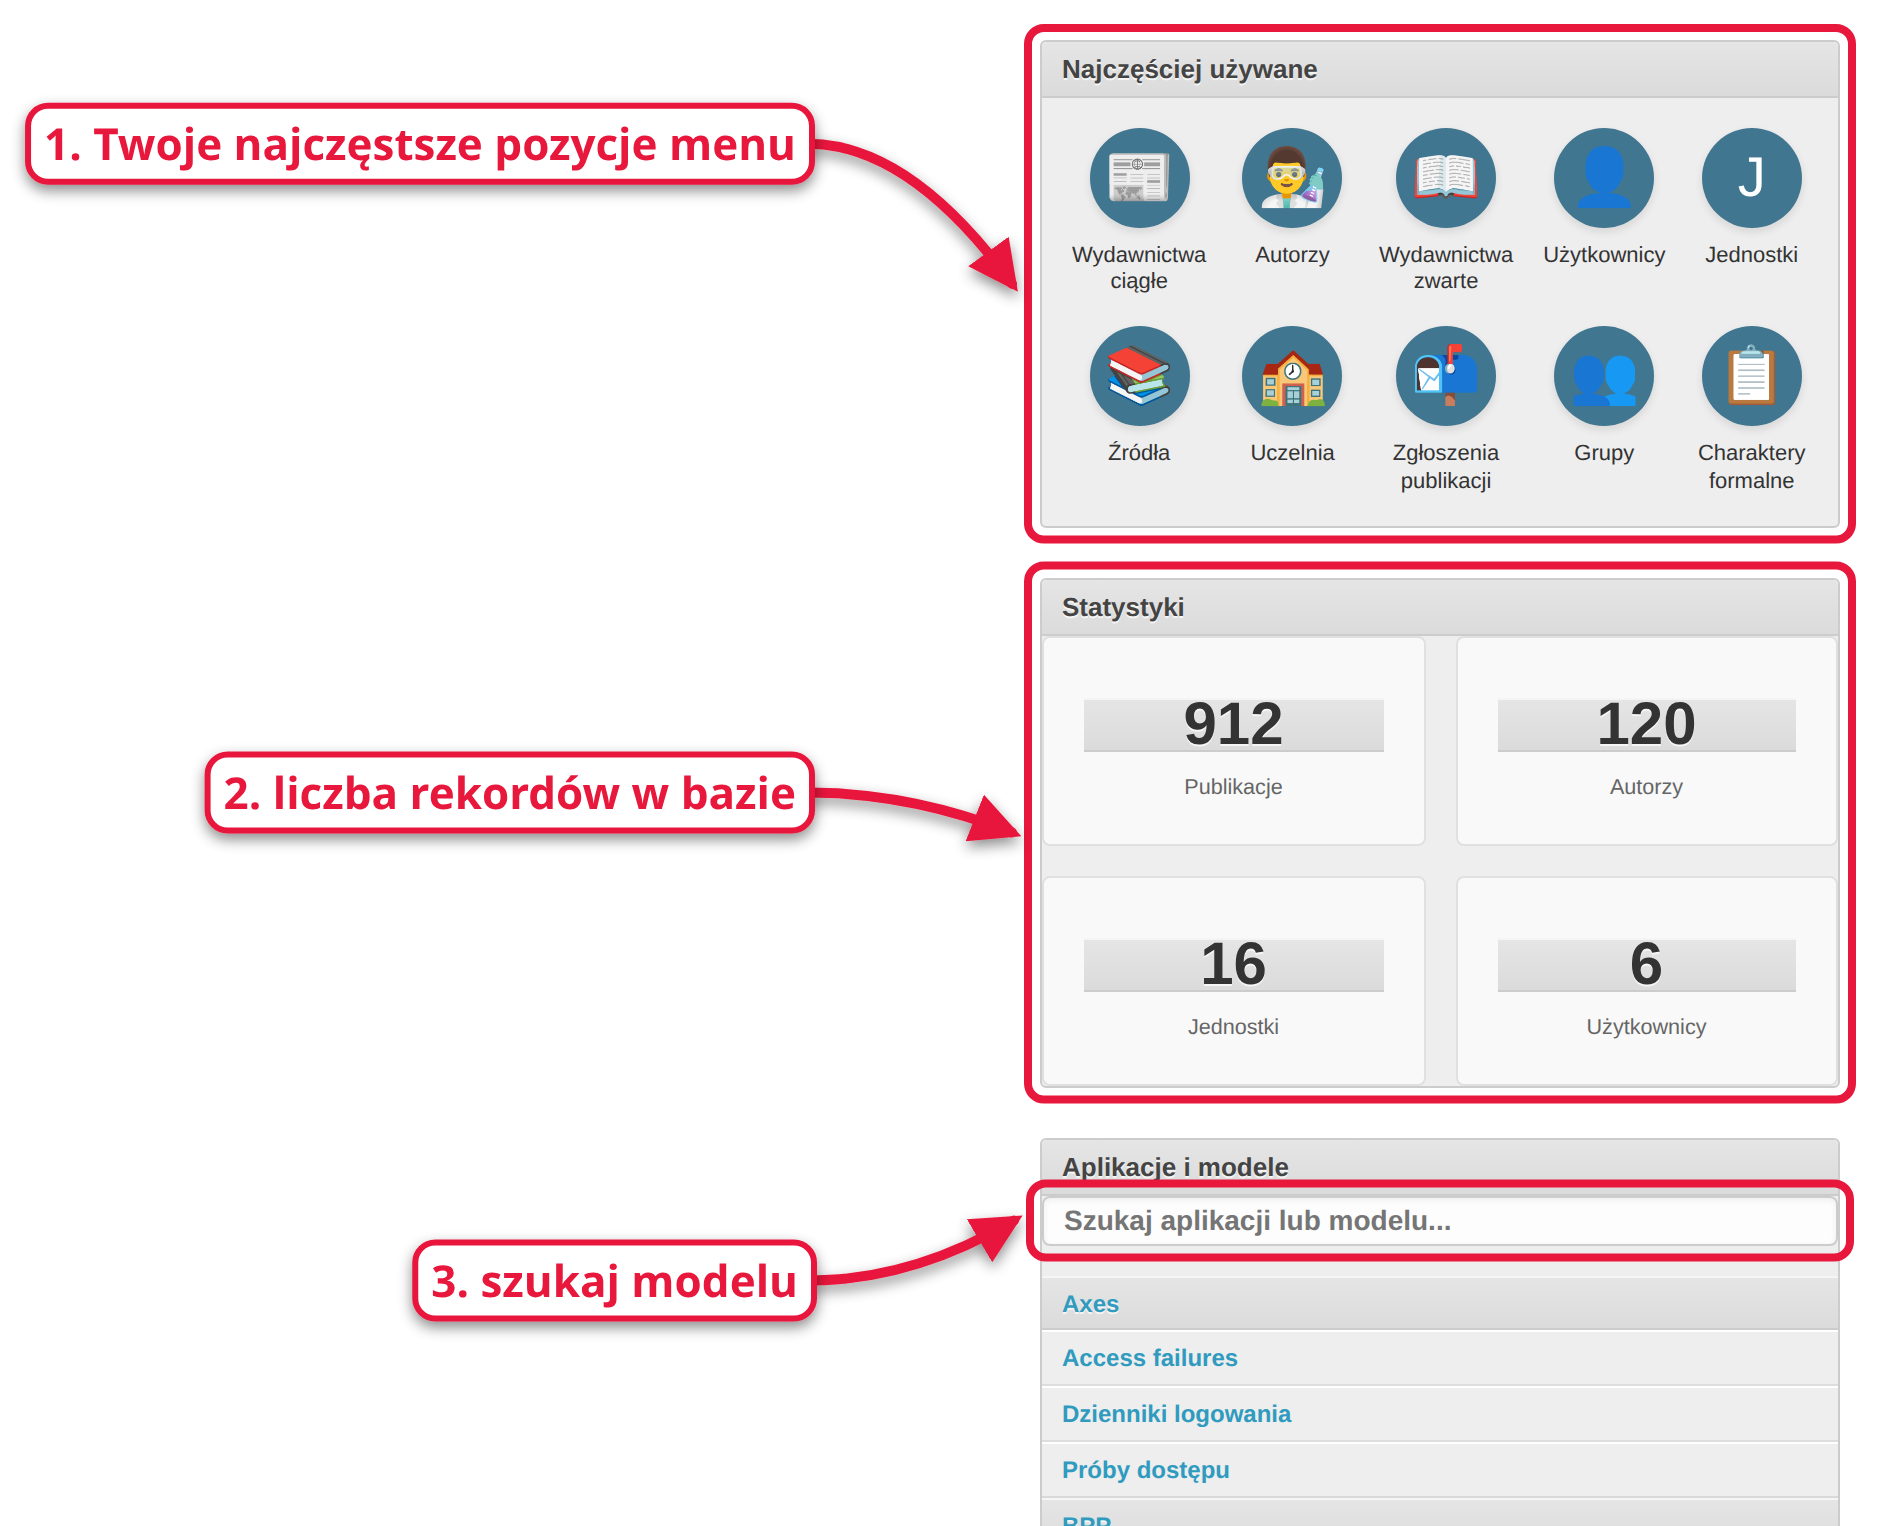 1. Twoje najczęstsze pozycje menu
Najczęściej używane
Wydawnictwa ciągłe
Autorzy
Wydawnictwa zwarte
Użytkownicy
J
Jednostki
Źródła
Uczelnia
Zgłoszenia publikacji
Grupy
Charaktery formalne
2. liczba rekordów w bazie
Statystyki
912
Publikacje
120
Autorzy
16
Jednostki
6
Użytkownicy
3. szukaj modelu
Aplikacje i modele
Szukaj aplikacji lub modelu...
Axes
Access failures
Dzienniki logowania
Próby dostępu
BPP